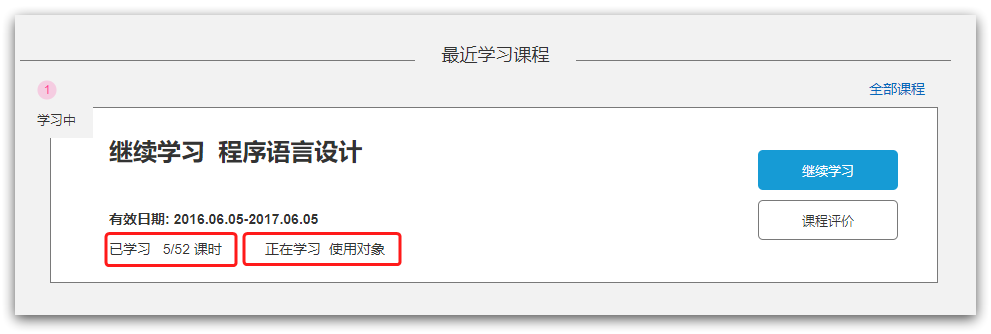 最近学习课程
1
全部课程
学习中
继续学习 程序语言设计
继续学习
有效日期: 2016.06.05-2017.06.05
课程评价
已学习 5/52 课时 正在学习 使用对象